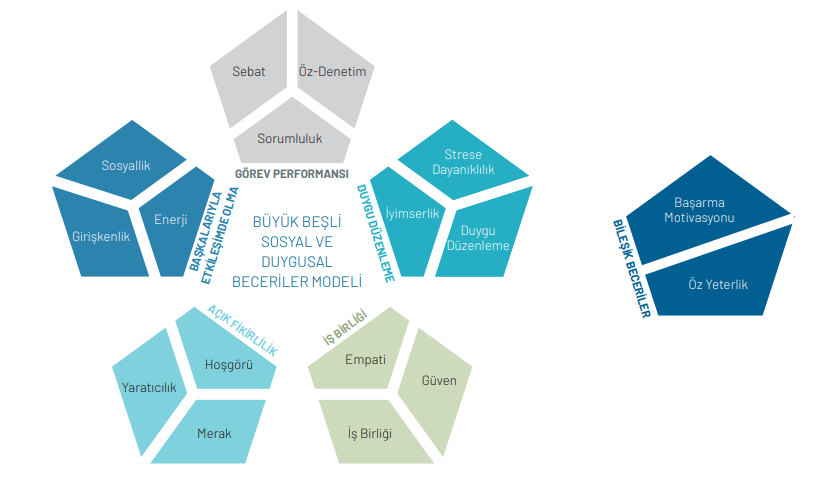 Sebat
Öz-Denetim
Sorumluluk
GÖREV PERFORMANSI
Sosyallik
Enerji
Girişkenlik
BAŞKALARIYLA
ETKİLEŞİMDE OLMA
Strese
Dayanıklılık
İyimserlik
Duygu
Düzenleme
DUYGU DÜZENLEME
BÜYÜK BEŞLİ
SOSYAL VE
DUYGUSAL
BECERİLER MODELİ
AÇIK FİKİRLİLİK
Hoşgörü
Yaratıcılık
Merak
İŞ BİRLİĞİ
Empati
Güven
İş Birliği
Başarma
Motivasyonu
Öz Yeterlik
BİLEŞİK BECERİLER